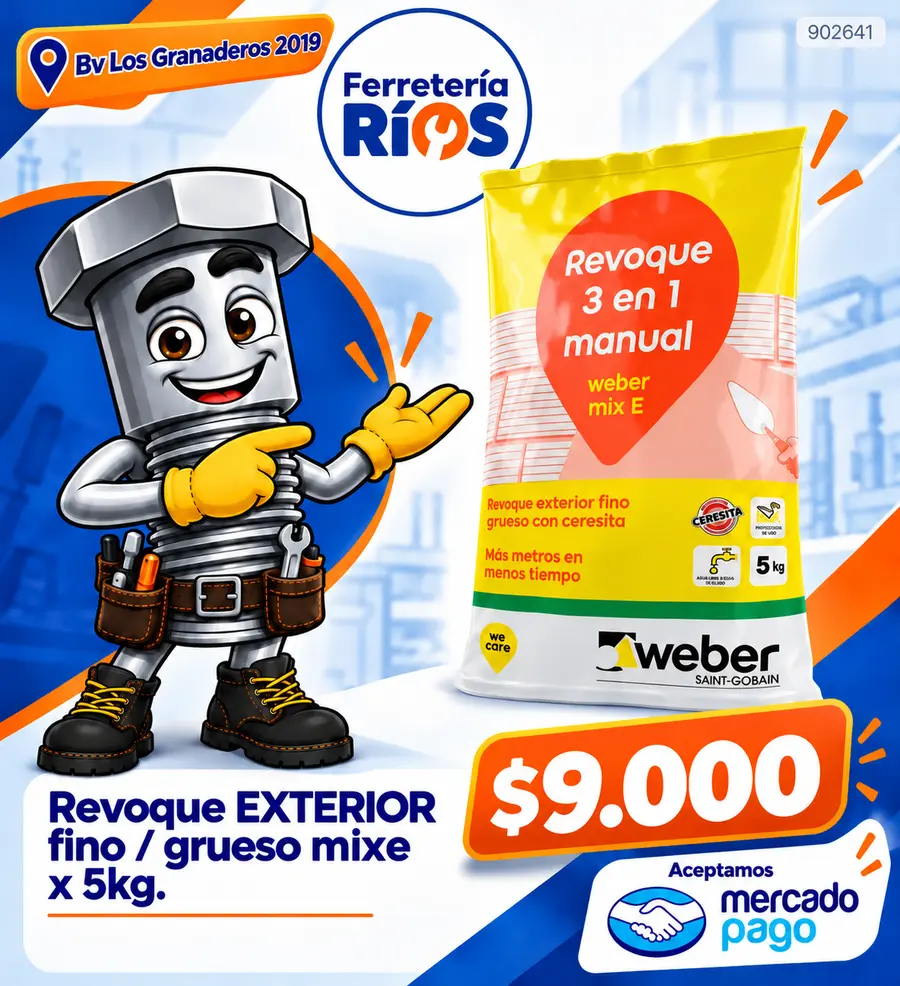 Bv Los Granaderos 2019
Ferretería
RÍOS
902641
Revoque
3 en 1
manual
weber
mix E
Revoque exterior fino
grueso con ceresita
Más metros en
menos tiempo
CERESITA
5 kg
we
care
weber
SAINT-GOBAIN
$9.000
Revoque EXTERIOR
fino / grueso mixe
x 5kg.
Aceptamos
mercado
pago